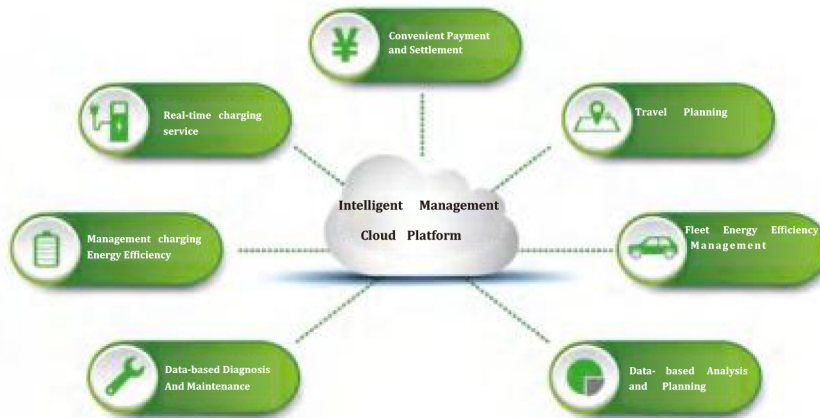 ¥
Convenient Payment
and Settlement
Real-time charging
service
Travel Planning
Intelligent Management
Cloud Platform
Management charging
Energy Efficiency
Fleet Energy Efficiency
Management
Data-based Diagnosis
And Maintenance
Data- based Analysis
and Planning